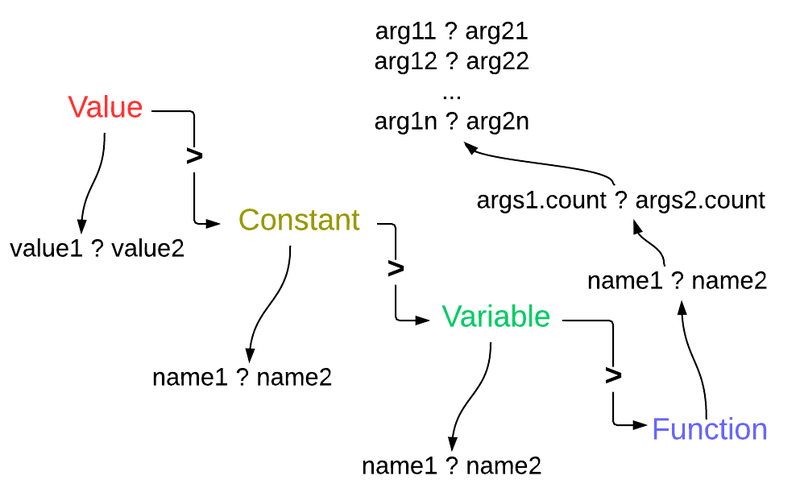 arg11 ? arg21
arg12 ? arg22
...
arg1n ? arg2n
Value
>
args1.count ? args2.count
Constant
value1 ? value2
>
name1 ? name2
Variable
name1 ? name2
>
Function
name1 ? name2